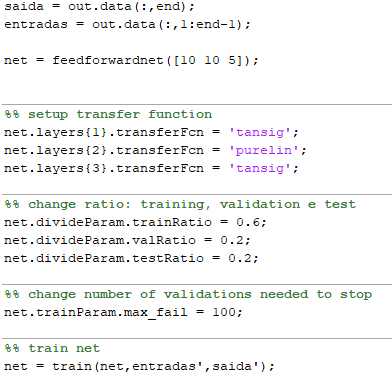 saida = out.data(:,end);
entradas = out.data(:,1:end-1);
net = feedforwardnet([10 10 5]);
%% setup transfer function
net.layers{1}.transferFcn = 'tansig';
net.layers{2}.transferFcn = 'purelin';
net.layers{3}.transferFcn = 'tansig';
%% change ratio: training, validation e test
net.divideParam.trainRatio = 0.6;
net.divideParam.valRatio = 0.2;
net.divideParam.testRatio = 0.2;
%% change number of validations needed to stop
net.trainParam.max_fail = 100;
%% train net
net = train(net,entradas',saida');